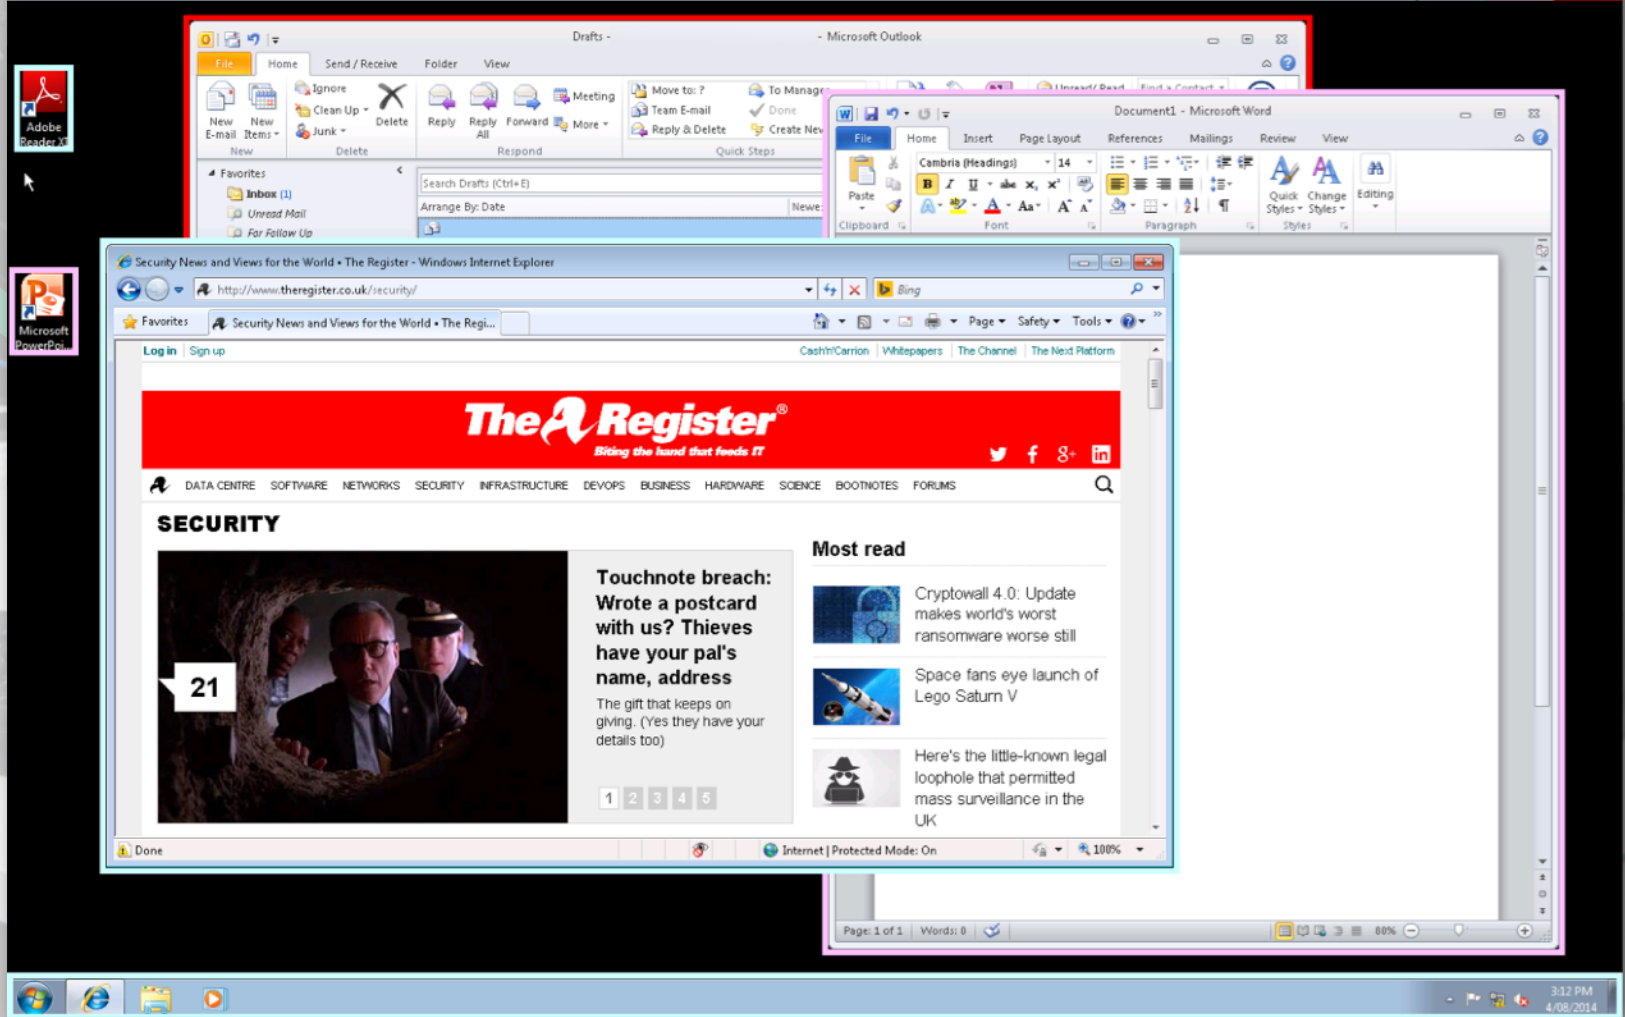 Adobe
Reader XI
Microsoft
PowerPoi...
Drafts - - Microsoft Outlook
File Home Send / Receive Folder View
New E-mail
New Items
New
Ignore
Clean Up
Junk
Delete
Delete
Reply
Reply All
Forward
Meeting
More
Respond
Move to: ?
Team E-mail
Reply & Delete
To Manager
Done
Create New
Quick Steps
Unread/ Read
Find a Contact
Favorites
Inbox (1)
Unread Mail
For Follow Up
Search Drafts (Ctrl+E)
Arrange By: Date Newe
Document1 - Microsoft Word
File Home Insert Page Layout References Mailings Review View
Paste
Clipboard
Cambria (Headings) 14
B I U abc x₂ x²
A ab A Aa A A
Font
Paragraph
Quick Styles
Change Styles
Styles
Editing
Page: 1 of 1 Words: 0
80%
Security News and Views for the World • The Register - Windows Internet Explorer
http://www.theregister.co.uk/security/
Bing
Favorites
Security News and Views for the World • The Regi...
Page Safety Tools
Log in Sign up
Cash'n'Carrion Whitepapers The Channel The Next Platform
The Register®
Biting the hand that feeds IT
DATA CENTRE SOFTWARE NETWORKS SECURITY INFRASTRUCTURE DEVOPS BUSINESS HARDWARE SCIENCE BOOTNOTES FORUMS
SECURITY
21
Touchnote breach:
Wrote a postcard
with us? Thieves
have your pal's
name, address
The gift that keeps on
giving. (Yes they have your
details too)
1 2 3 4 5
Most read
Cryptowall 4.0: Update
makes world's worst
ransomware worse still
Space fans eye launch of
Lego Saturn V
Here's the little-known legal
loophole that permitted
mass surveillance in the
UK
Done
Internet | Protected Mode: On
100%
3:12 PM
4/08/2014